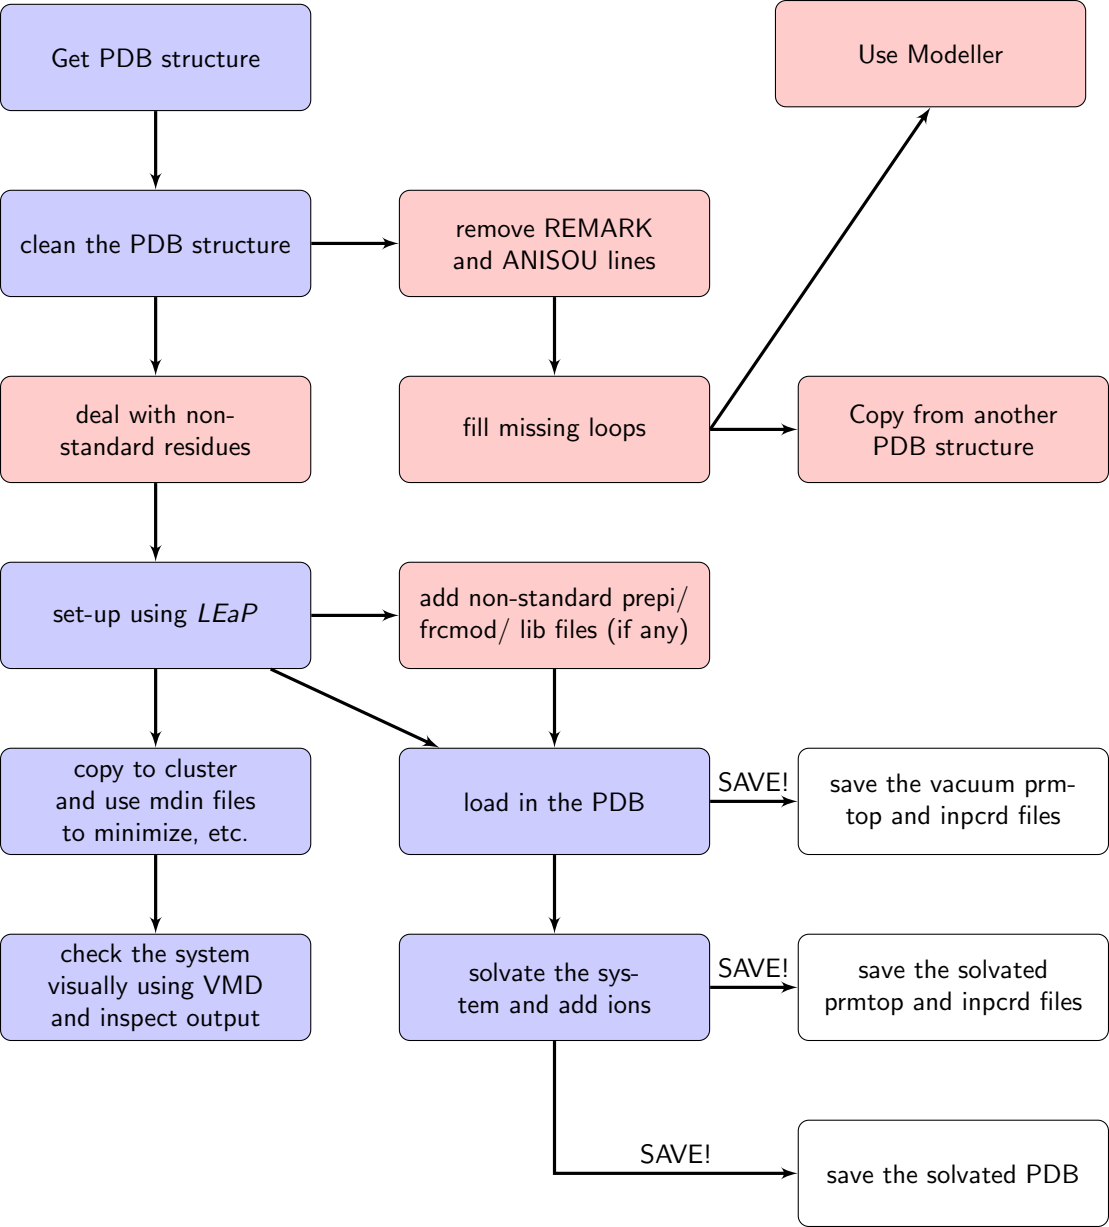 Get PDB structure
Use Modeller
clean the PDB structure
remove REMARK
and ANISOU lines
deal with non-
standard residues
fill missing loops
Copy from another
PDB structure
set-up using LEaP
add non-standard prepi/
frcmod/ lib files (if any)
copy to cluster
and use mdin files
to minimize, etc.
load in the PDB
SAVE!
save the vacuum prm-
top and inpcrd files
check the system
visually using VMD
and inspect output
solvate the sys-
tem and add ions
SAVE!
save the solvated
prmtop and inpcrd files
SAVE!
save the solvated PDB